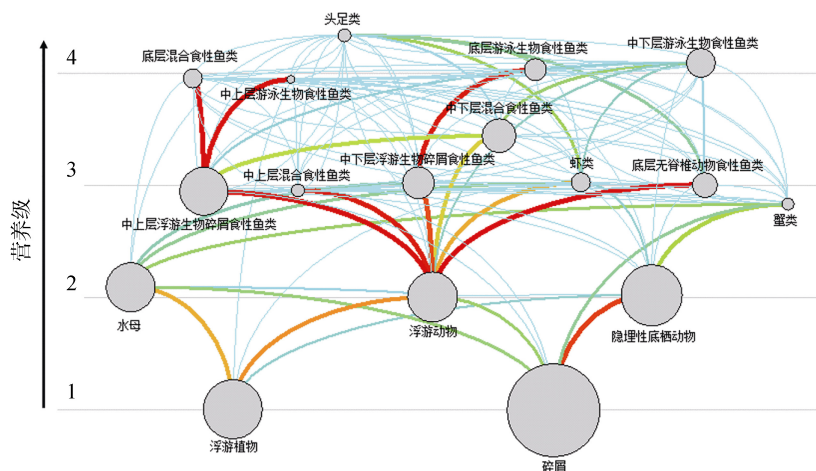 头足类
底层混合食性鱼类
底层游泳生物食性鱼类
中下层游泳生物食性鱼类
4
中上层游泳生物食性鱼类
中下层混合食性鱼类
中下层浮游生物碎屑食性鱼类
虾类
底层无脊椎动物食性鱼类
3
中上层混合食性鱼类
中上层浮游生物碎屑食性鱼类
蟹类
营养级
2
水母
浮游动物
隐埋性底栖动物
1
浮游植物
碎屑